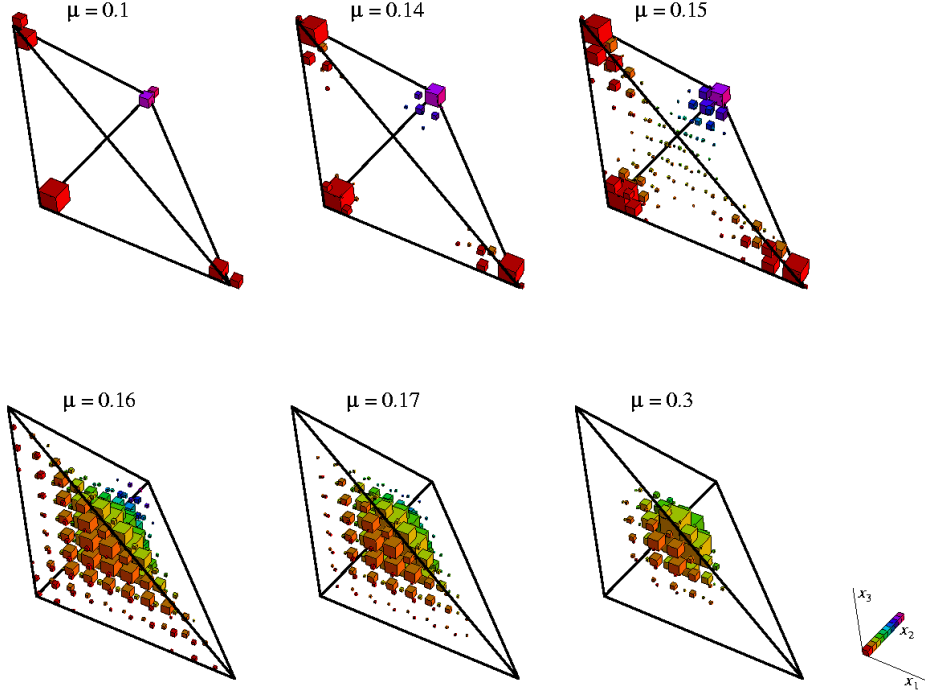 μ = 0.1
μ = 0.14
μ = 0.15
μ = 0.16
μ = 0.17
μ = 0.3
x₃
x₂
x₁